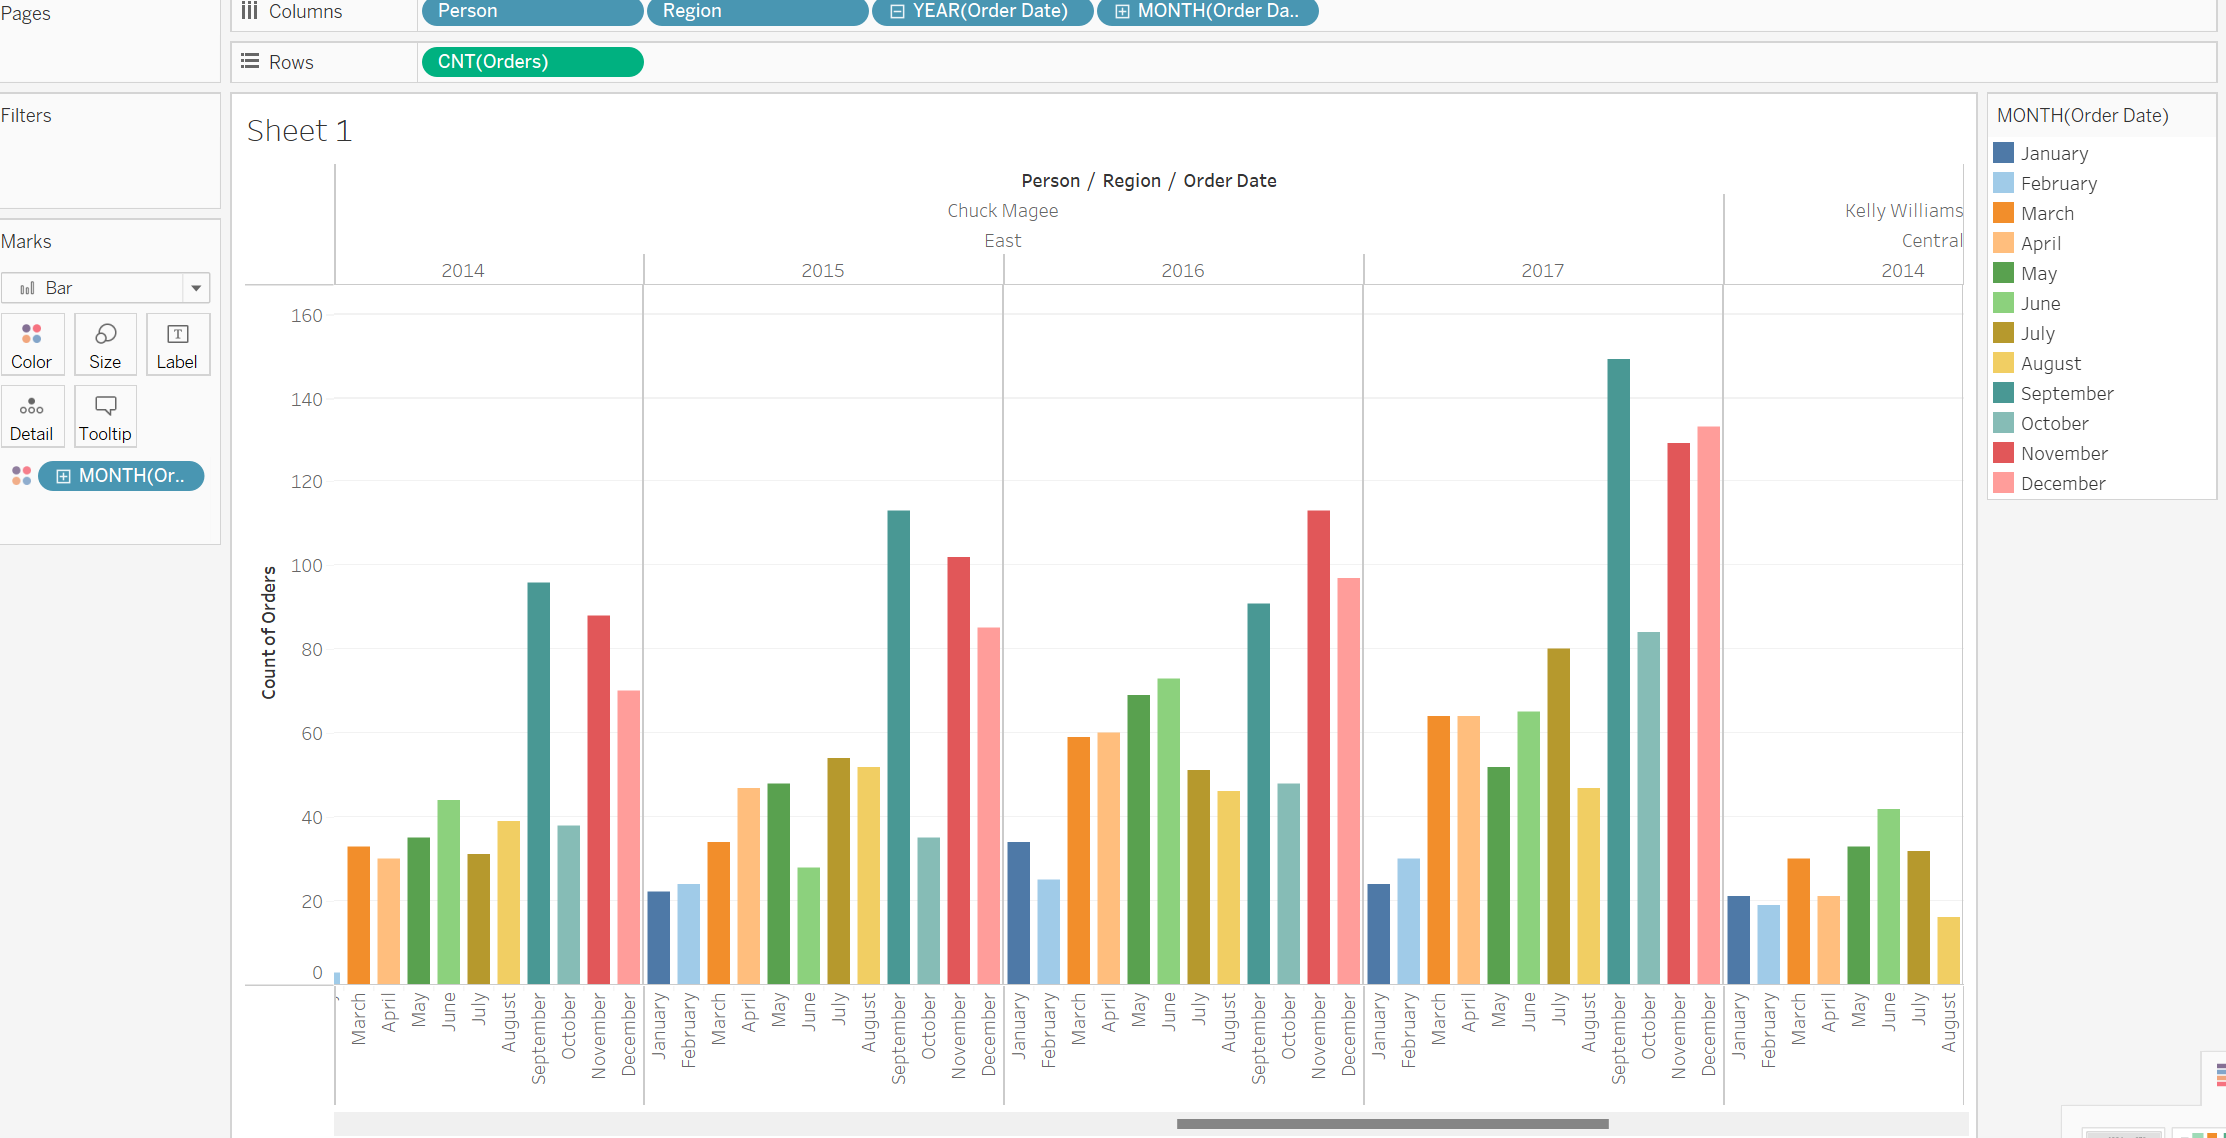 Pages
Columns
Person
Region
YEAR(Order Date)
MONTH(Order Da..
Rows
CNT(Orders)
Filters
Marks
Bar
Color
Size
Label
Detail
Tooltip
MONTH(Or..
Sheet 1
Person / Region / Order Date
Chuck Magee
Kelly Williams
East
Central
2014
2015
2016
2017
2014
Count of Orders
160
140
120
100
80
60
40
20
0
March
April
May
June
July
August
September
October
November
December
January
February
March
April
May
June
July
August
September
October
November
December
January
February
March
April
May
June
July
August
September
October
November
December
January
February
March
April
May
June
July
August
September
October
November
December
January
February
March
April
May
June
July
August
MONTH(Order Date)
January
February
March
April
May
June
July
August
September
October
November
December